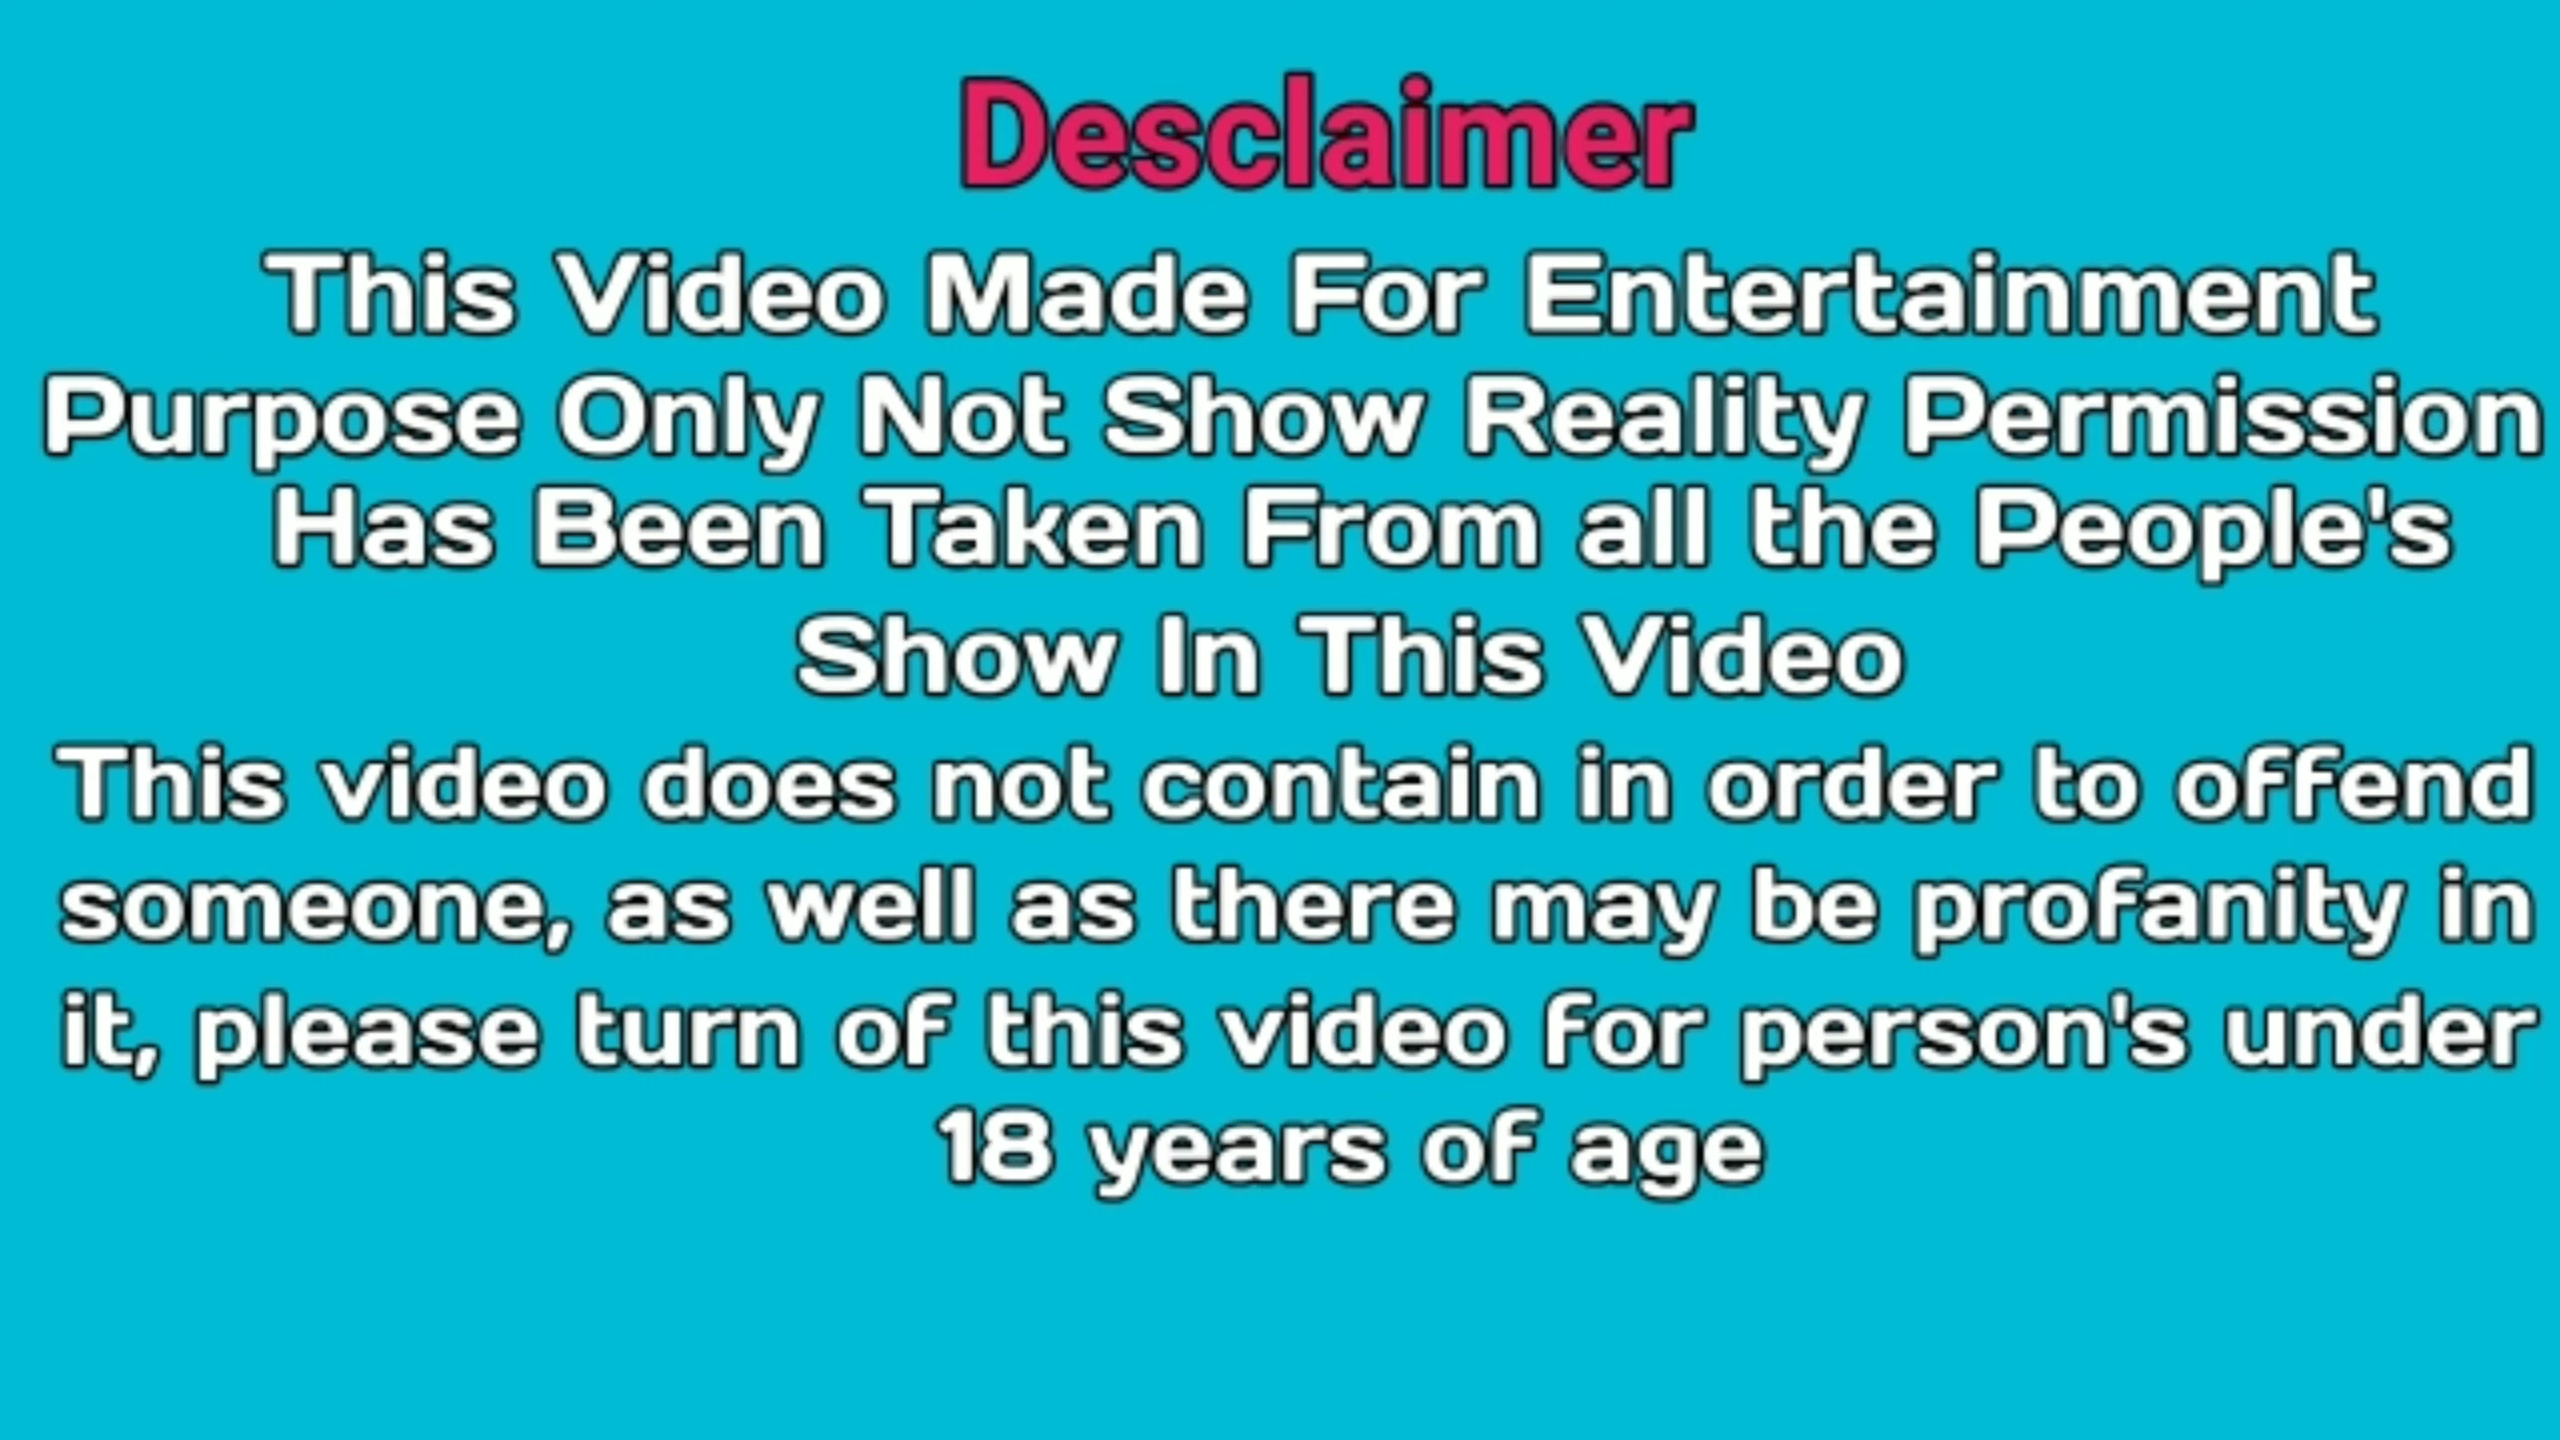 Desclaimer
This Video Made For Entertainment
Purpose Only Not Show Reality Permission
Has Been Taken From all the People's
Show In This Video
This video does not contain in order to offend
someone, as well as there may be profanity in
it, please turn of this video for person's under
18 years of age